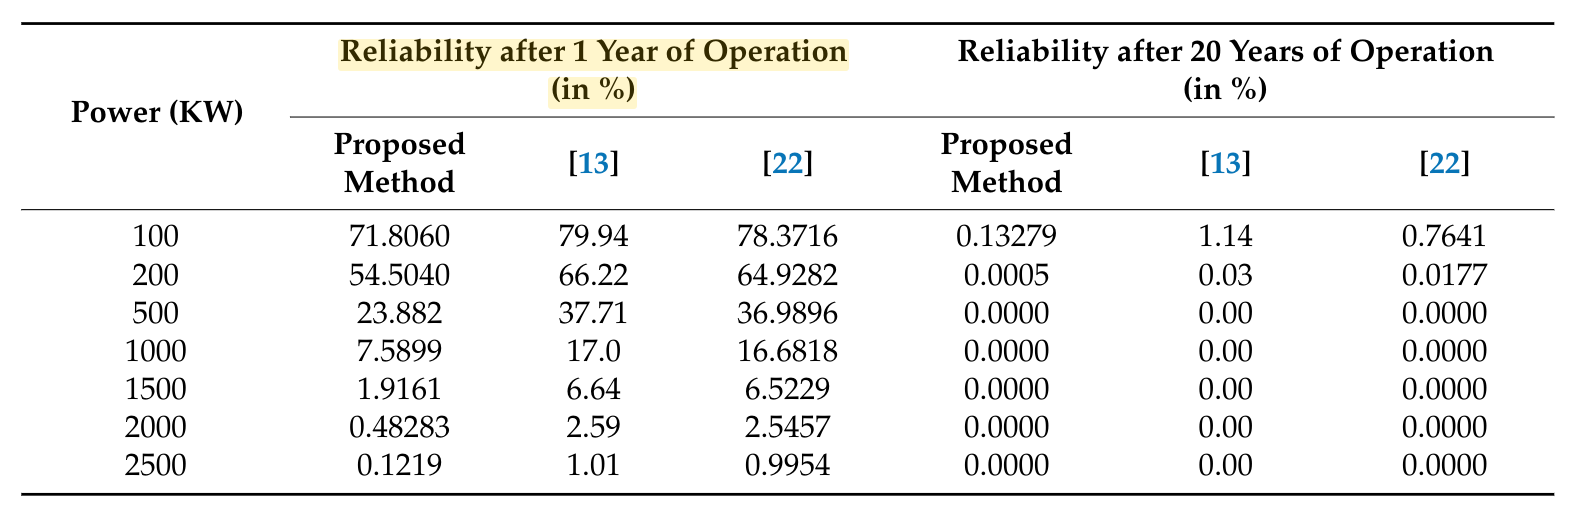 Reliability after 1 Year of Operation Reliability after 20 Years of Operation
(in %) (in %)
Power (KW)
Proposed Method [13] [22] Proposed Method [13] [22]
100 71.8060 79.94 78.3716 0.13279 1.14 0.7641
200 54.5040 66.22 64.9282 0.0005 0.03 0.0177
500 23.882 37.71 36.9896 0.0000 0.00 0.0000
1000 7.5899 17.0 16.6818 0.0000 0.00 0.0000
1500 1.9161 6.64 6.5229 0.0000 0.00 0.0000
2000 0.48283 2.59 2.5457 0.0000 0.00 0.0000
2500 0.1219 1.01 0.9954 0.0000 0.00 0.0000